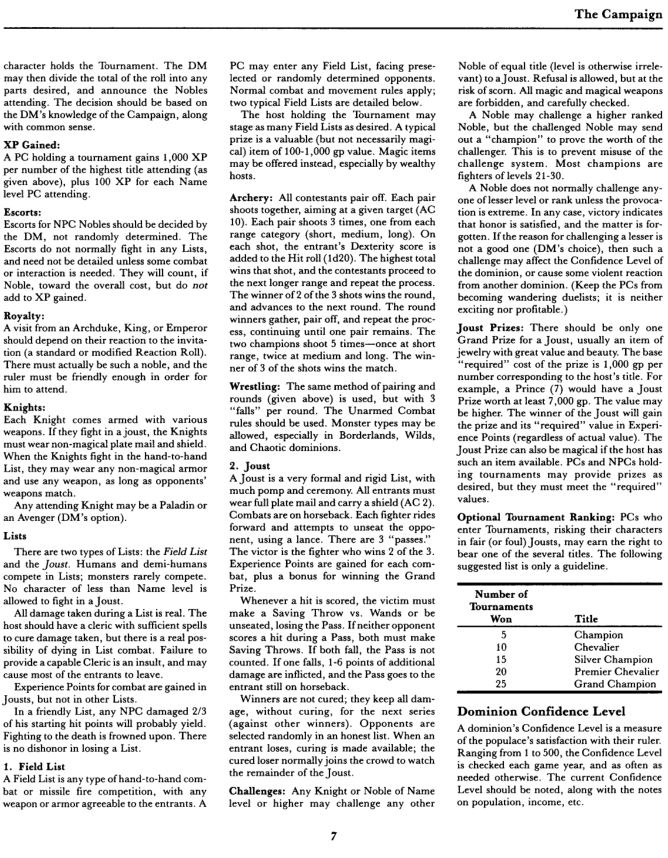 The Campaign
character holds the Tournament. The DM
may then divide the total of the roll into any
parts desired, and announce the Nobles
attending. The decision should be based on
the DM's knowledge of the Campaign, along
with common sense.
XP Gained:
A PC holding a tournament gains 1,000 XP
per number of the highest title attending (as
given above), plus 100 XP for each Name
level PC attending.
Escorts:
Escorts for NPC Nobles should be decided by
the DM, not randomly determined. The
Escorts do not normally fight in any Lists,
and need not be detailed unless some combat
or interaction is needed. They will count, if
Noble, toward the overall cost, but do not
add to XP gained.
Royalty:
A visit from an Archduke, King, or Emperor
should depend on their reaction to the invita-
tion (a standard or modified Reaction Roll).
There must actually be such a noble, and the
ruler must be friendly enough in order for
him to attend.
Knights:
Each Knight comes armed with various
weapons. If they fight in a joust, the Knights
must wear non-magical plate mail and shield.
When the Knights fight in the hand-to-hand
List, they may wear any non-magical armor
and use any weapon, as long as opponents'
weapons match.
Any attending Knight may be a Paladin or
an Avenger (DM's option).
Lists
There are two types of Lists: the Field List
and the Joust. Humans and demi-humans
compete in Lists; monsters rarely compete.
No character of less than Name level is
allowed to fight in a Joust.
All damage taken during a List is real. The
host should have a cleric with sufficient spells
to cure damage taken, but there is a real pos-
sibility of dying in List combat. Failure to
provide a capable Cleric is an insult, and may
cause most of the entrants to leave.
Experience Points for combat are gained in
Jousts, but not in other Lists.
In a friendly List, any NPC damaged 2/3
of his starting hit points will probably yield.
Fighting to the death is frowned upon. There
is no dishonor in losing a List.
1. Field List
A Field List is any type of hand-to-hand com-
bat or missile fire competition, with any
weapon or armor agreeable to the entrants. A
PC may enter any Field List, facing prese-
lected or randomly determined opponents.
Normal combat and movement rules apply;
two typical Field Lists are detailed below.
The host holding the Tournament may
stage as many Field Lists as desired. A typical
prize is a valuable (but not necessarily magi-
cal) item of 100-1,000 gp value. Magic items
may be offered instead, especially by wealthy
hosts.
Archery: All contestants pair off. Each pair
shoots together, aiming at a given target (AC
10). Each pair shoots 3 times, one from each
range category (short, medium, long). On
each shot, the entrant's Dexterity score is
added to the Hit roll (1d20). The highest total
wins that shot, and the contestants proceed to
the next longer range and repeat the process.
The winner of 2 of the 3 shots wins the round,
and advances to the next round. The round
winners gather, pair off, and repeat the proc-
ess, continuing until one pair remains. The
two champions shoot 5 times—once at short
range, twice at medium and long. The win-
ner of 3 of the shots wins the match.
Wrestling: The same method of pairing and
rounds (given above) is used, but with 3
"falls" per round. The Unarmed Combat
rules should be used. Monster types may be
allowed, especially in Borderlands, Wilds,
and Chaotic dominions.
2. Joust
A Joust is a very formal and rigid List, with
much pomp and ceremony. All entrants must
wear full plate mail and carry a shield (AC 2).
Combats are on horseback. Each fighter rides
forward and attempts to unseat the oppo-
nent, using a lance. There are 3 "passes."
The victor is the fighter who wins 2 of the 3.
Experience Points are gained for each com-
bat, plus a bonus for winning the Grand
Prize.
Whenever a hit is scored, the victim must
make a Saving Throw vs. Wands or be
unseated, losing the Pass. If neither opponent
scores a hit during a Pass, both must make
Saving Throws. If both fall, the Pass is not
counted. If one falls, 1-6 points of additional
damage are inflicted, and the Pass goes to the
entrant still on horseback.
Winners are not cured; they keep all dam-
age, without curing, for the next series
(against other winners). Opponents are
selected randomly in an honest list. When an
entrant loses, curing is made available; the
cured loser normally joins the crowd to watch
the remainder of the Joust.
Challenges: Any Knight or Noble of Name
level or higher may challenge any other
Noble of equal title (level is otherwise irrele-
vant) to a Joust. Refusal is allowed, but at the
risk of scorn. All magic and magical weapons
are forbidden, and carefully checked.
A Noble may challenge a higher ranked
Noble, but the challenged Noble may send
out a "champion" to prove the worth of the
challenger. This is to prevent misuse of the
challenge system. Most champions are
fighters of levels 21-30.
A Noble does not normally challenge any-
one of lesser level or rank unless the provoca-
tion is extreme. In any case, victory indicates
that honor is satisfied, and the matter is for-
gotten. If the reason for challenging a lesser is
not a good one (DM's choice), then such a
challenge may affect the Confidence Level of
the dominion, or cause some violent reaction
from another dominion. (Keep the PCs from
becoming wandering duelists; it is neither
exciting nor profitable.)
Joust Prizes: There should be only one
Grand Prize for a Joust, usually an item of
jewelry with great value and beauty. The base
"required" cost of the prize is 1,000 gp per
number corresponding to the host's title. For
example, a Prince (7) would have a Joust
Prize worth at least 7,000 gp. The value may
be higher. The winner of the Joust will gain
the prize and its "required" value in Experi-
ence Points (regardless of actual value). The
Joust Prize can also be magical if the host has
such an item available. PCs and NPCs hold-
ing tournaments may provide prizes as
desired, but they must meet the "required"
values.
Optional Tournament Ranking: PCs who
enter Tournaments, risking their characters
in fair (or foul) Jousts, may earn the right to
bear one of the several titles. The following
suggested list is only a guideline.
Number of
Tournaments
Won Title
5 Champion
10 Chevalier
15 Silver Champion
20 Premier Chevalier
25 Grand Champion
Dominion Confidence Level
A dominion's Confidence Level is a measure
of the populace's satisfaction with their ruler.
Ranging from 1 to 500, the Confidence Level
is checked each game year, and as often as
needed otherwise. The current Confidence
Level should be noted, along with the notes
on population, income, etc.
7